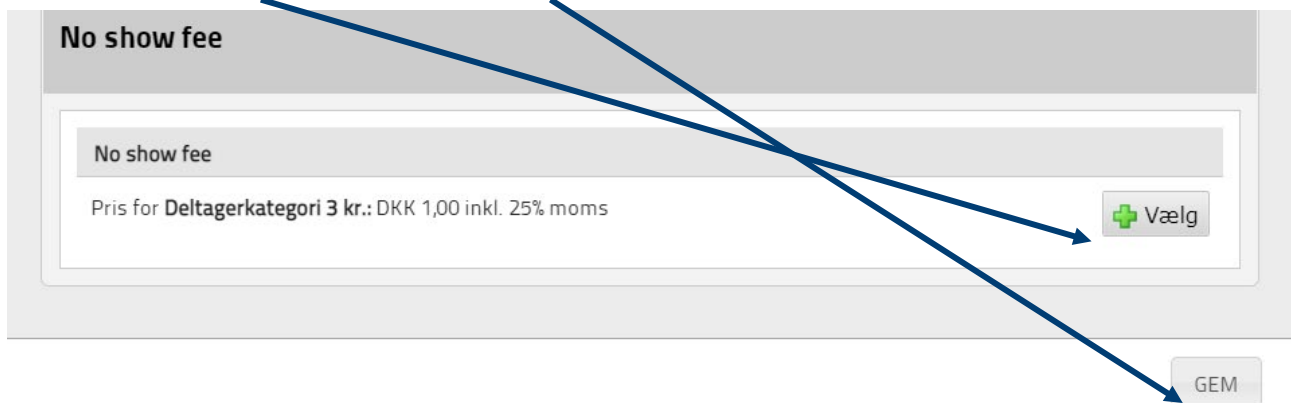 No show fee
No show fee
Pris for Deltagerkategori 3 kr.: DKK 1,00 inkl. 25% moms
Vælg
GEM